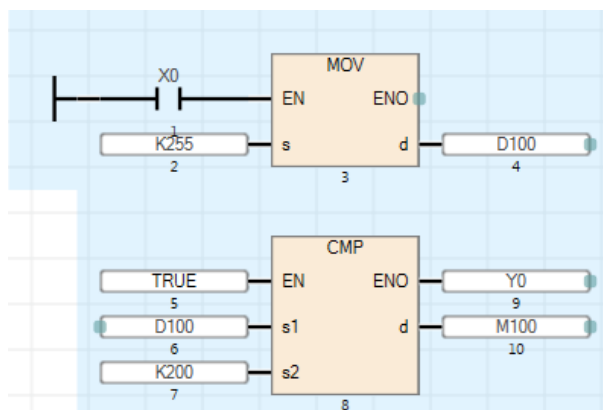 MOV
X0
EN ENO
1
K255 s d D100
2 3 4
CMP
TRUE EN ENO Y0
5 9
D100 s1 d M100
6 10
K200 s2
7 8